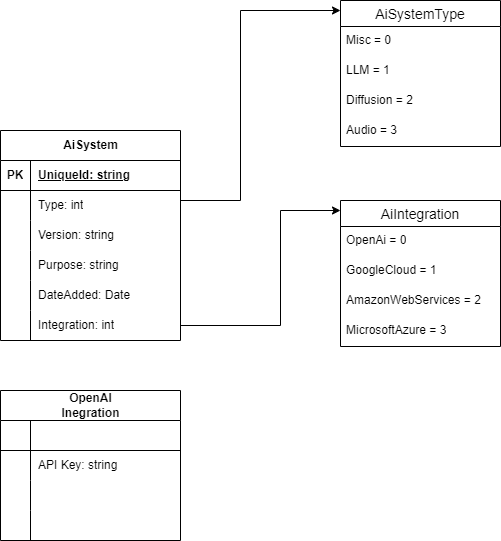 AiSystem
PK UniqueId: string
Type: int
Version: string
Purpose: string
DateAdded: Date
Integration: int
AiSystemType
Misc = 0
LLM = 1
Diffusion = 2
Audio = 3
AiIntegration
OpenAi = 0
GoogleCloud = 1
AmazonWebServices = 2
MicrosoftAzure = 3
OpenAI
Inegration
API Key: string